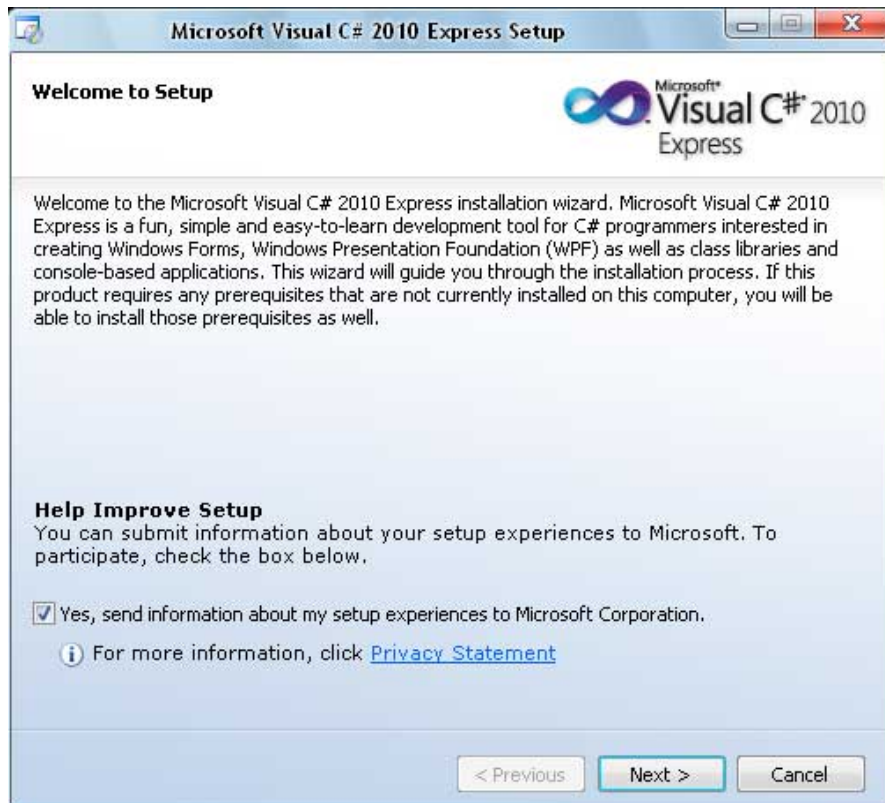 Microsoft Visual C# 2010 Express Setup
Welcome to Setup
Microsoft®
Visual C# 2010
Express
Welcome to the Microsoft Visual C# 2010 Express installation wizard. Microsoft Visual C# 2010
Express is a fun, simple and easy-to-learn development tool for C# programmers interested in
creating Windows Forms, Windows Presentation Foundation (WPF) as well as class libraries and
console-based applications. This wizard will guide you through the installation process. If this
product requires any prerequisites that are not currently installed on this computer, you will be
able to install those prerequisites as well.
Help Improve Setup
You can submit information about your setup experiences to Microsoft. To
participate, check the box below.
Yes, send information about my setup experiences to Microsoft Corporation.
For more information, click Privacy Statement
< Previous
Next >
Cancel